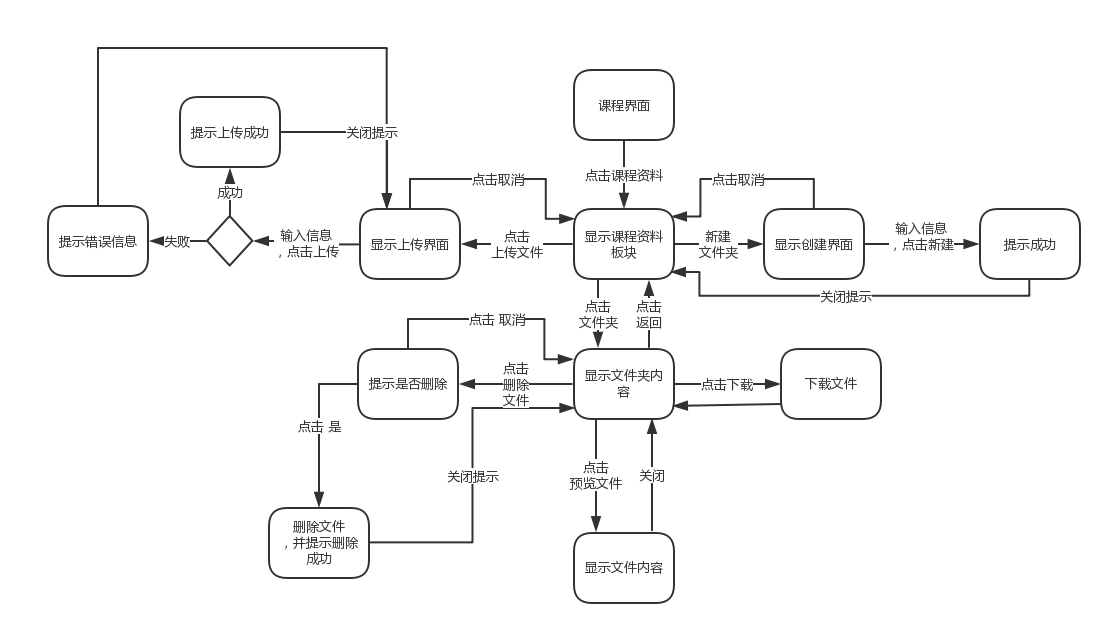 课程界面
提示上传成功
关闭提示
点击课程资料
点击取消
点击取消
成功
提示错误信息
失败
输入信息
，点击上传
显示上传界面
点击
上传文件
显示课程资料
板块
新建
文件夹
显示创建界面
输入信息
，点击新建
提示成功
关闭提示
点击
文件夹
点击
返回
点击 取消
提示是否删除
点击
删除
文件
显示文件夹内
容
点击下载
下载文件
点击 是
关闭提示
点击
预览文件
关闭
删除文件
，并提示删除
成功
显示文件内容